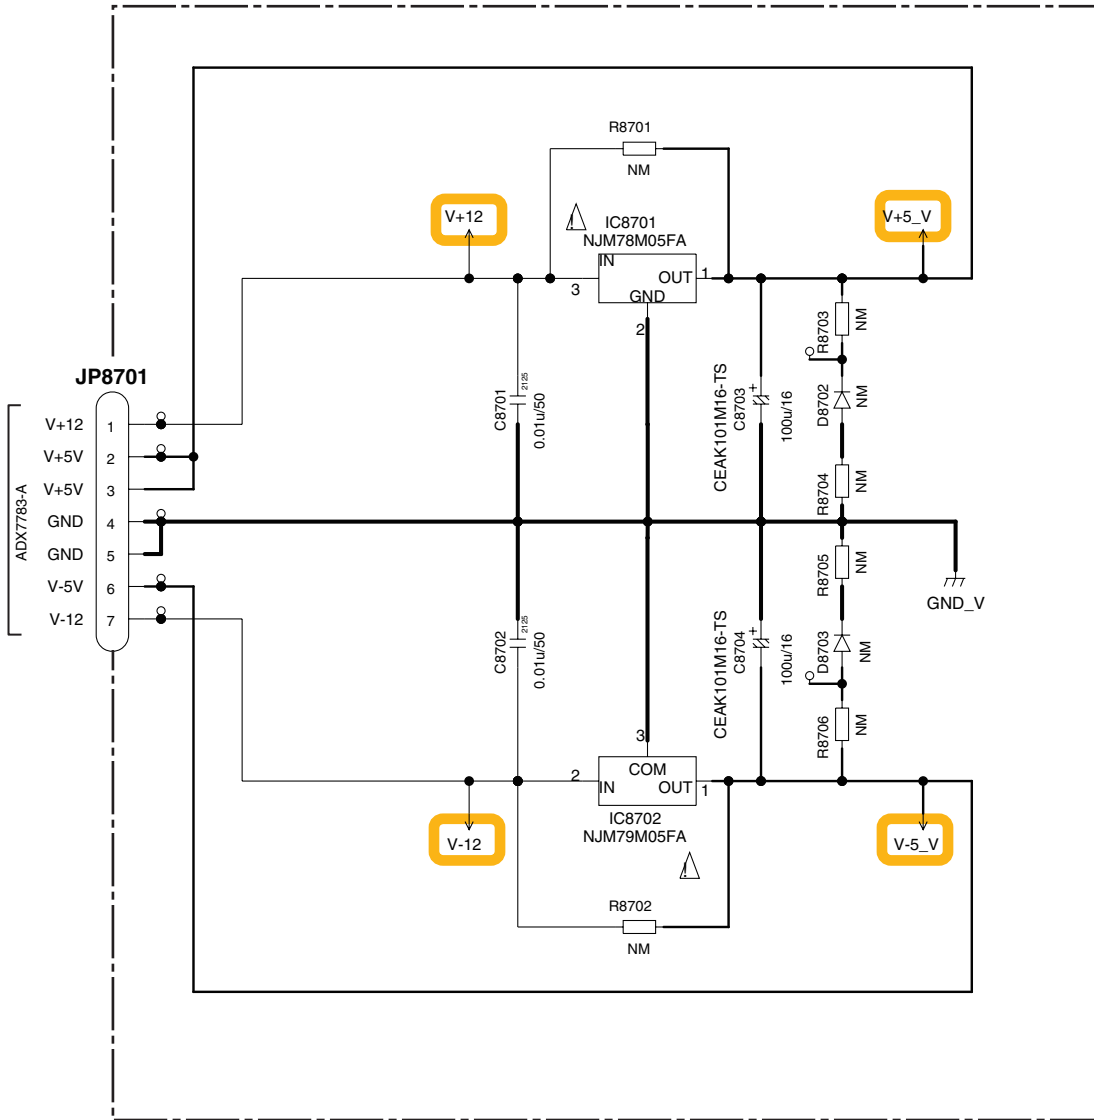 R8701
NM
V+12
IC8701
NJM78M05FA
V+5_V
IN
OUT
1
3
GND
2
R8703
NM
JP8701
2125
C8701
0.01u/50
CEAK101M16-TS
C8703
+
100u/16
D8702
NM
ADX7783-A
V+12
1
V+5V
2
V+5V
3
R8704
NM
GND
4
GND
5
R8705
NM
V-5V
6
GND_V
V-12
7
2125
C8702
0.01u/50
CEAK101M16-TS
C8704
+
100u/16
D8703
NM
R8706
NM
3
COM
2
IN
OUT
1
IC8702
NJM79M05FA
V-12
V-5_V
!
!
R8702
NM